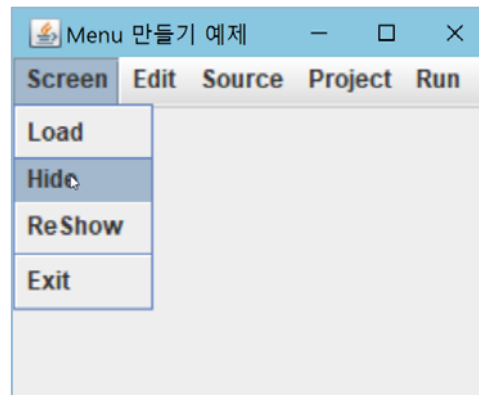 Menu 만들기 예제
Screen Edit Source Project Run
Load
Hide
ReShow
Exit